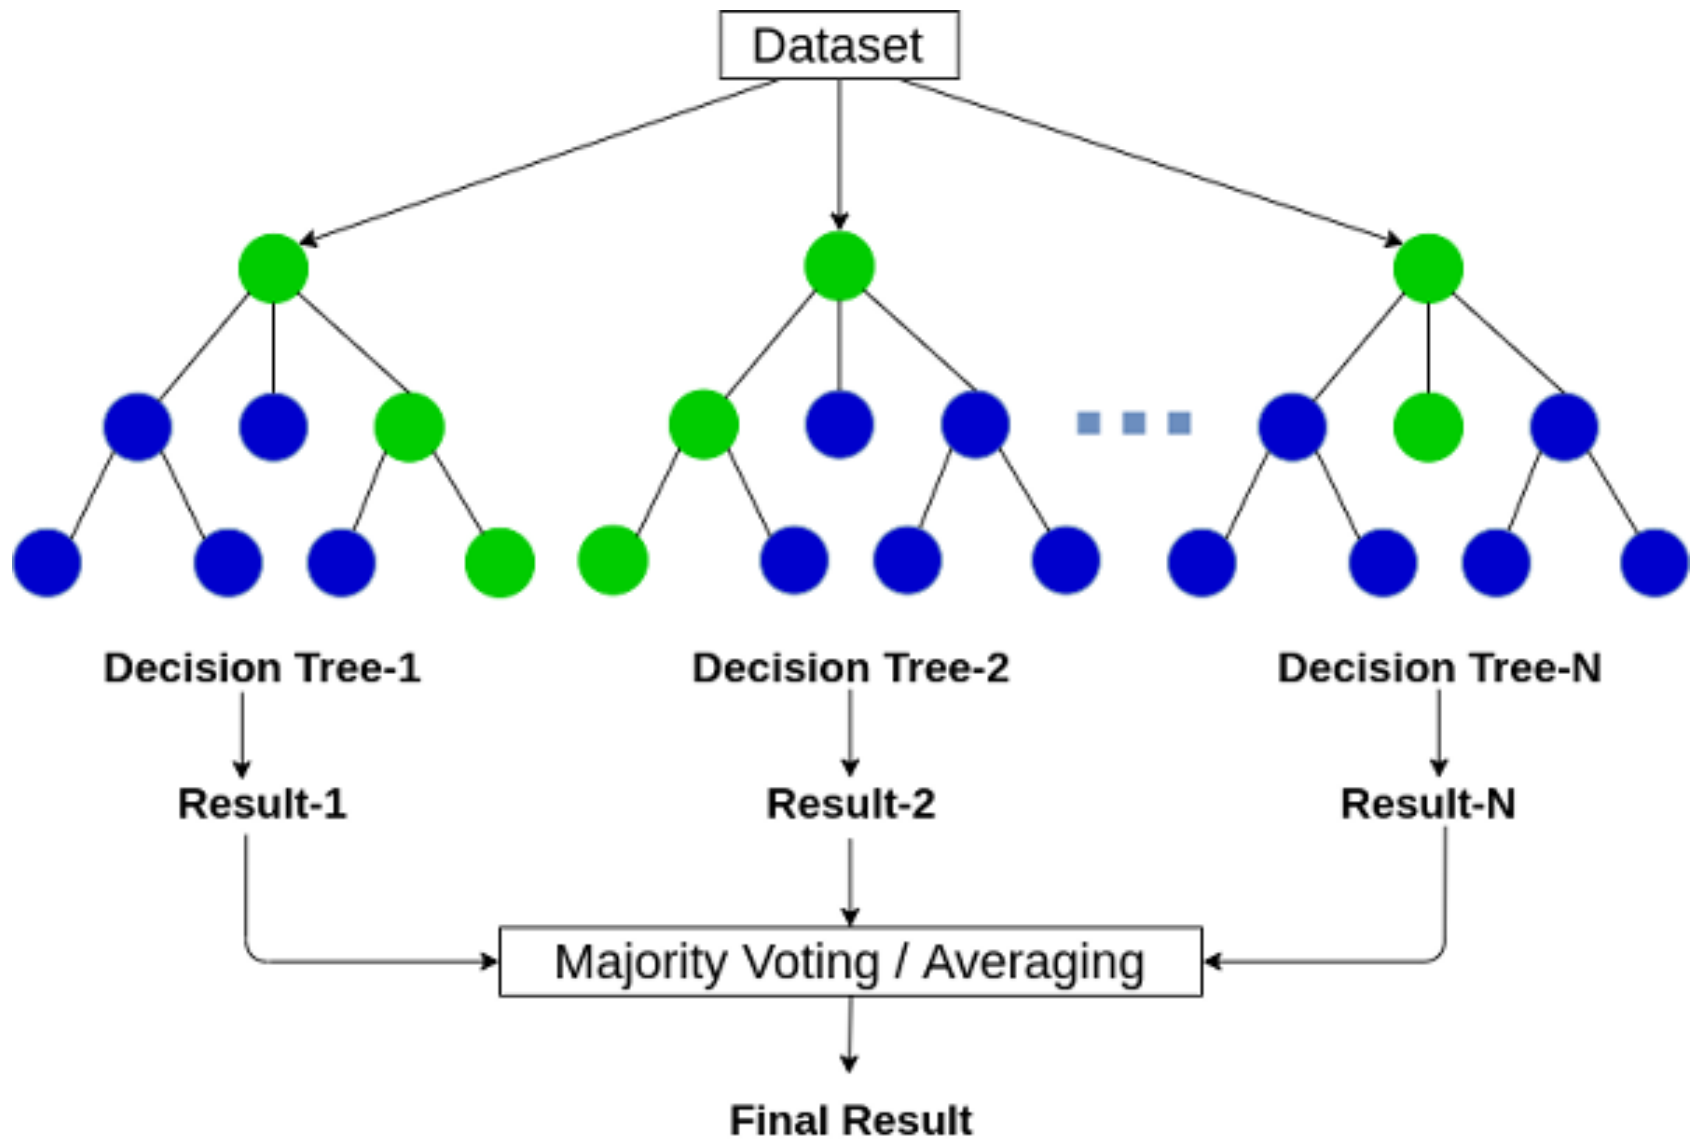 Dataset
Decision Tree-1
Decision Tree-2
Decision Tree-N
Result-1
Result-2
Result-N
Majority Voting / Averaging
Final Result